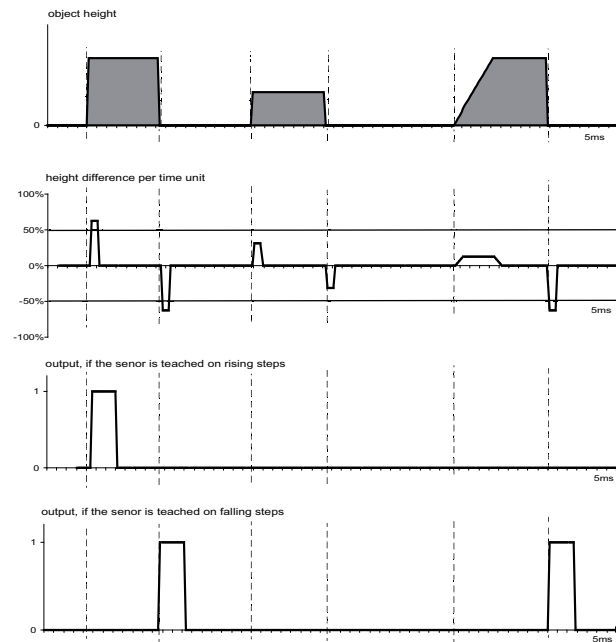 object height
0
5ms
height difference per time unit
100%
50%
0%
-50%
5ms
-100%
output, if the senor is teached on rising steps
1
0
5ms
output, if the senor is teached on falling steps
1
0
5ms